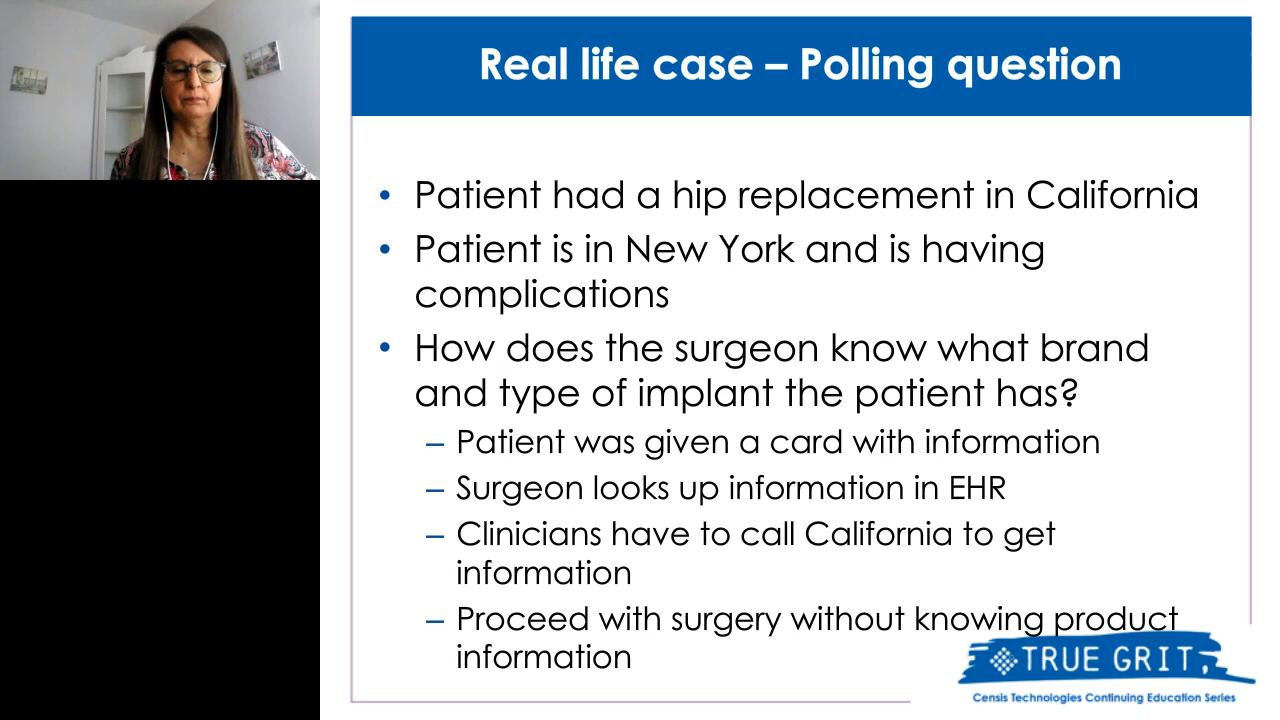 Real life case – Polling question
• Patient had a hip replacement in California
• Patient is in New York and is having
complications
• How does the surgeon know what brand
and type of implant the patient has?
– Patient was given a card with information
– Surgeon looks up information in EHR
– Clinicians have to call California to get
information
– Proceed with surgery without knowing product
information
TRUE GRIT
Censis Technologies Continuing Education Series